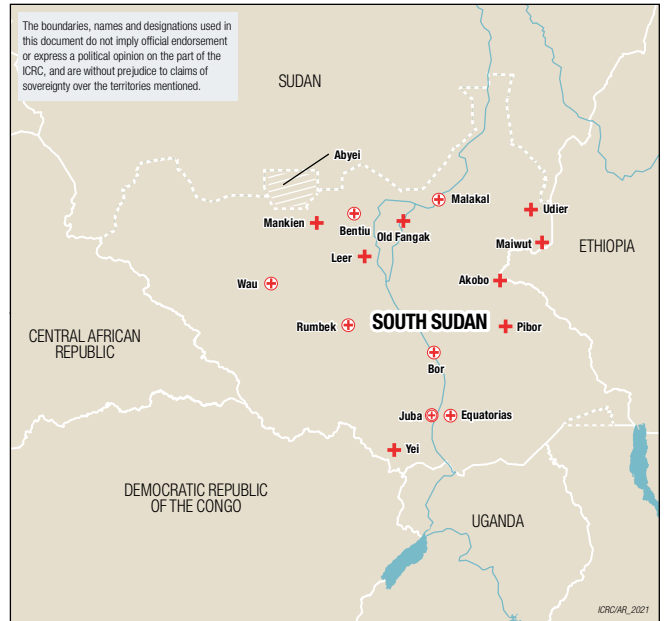 The boundaries, names and designations used in
this document do not imply official endorsement
or express a political opinion on the part of the
ICRC, and are without prejudice to claims of
sovereignty over the territories mentioned.
SUDAN
Abyei
Malakal
Udier
Mankien
Bentiu
Old Fangak
Maiwut
ETHIOPIA
Leer
Akobo
Wau
Rumbek
SOUTH SUDAN
Pibor
CENTRAL AFRICAN
REPUBLIC
Bor
Juba
Equatorias
Yei
DEMOCRATIC REPUBLIC
OF THE CONGO
UGANDA
ICRC/AR_2021